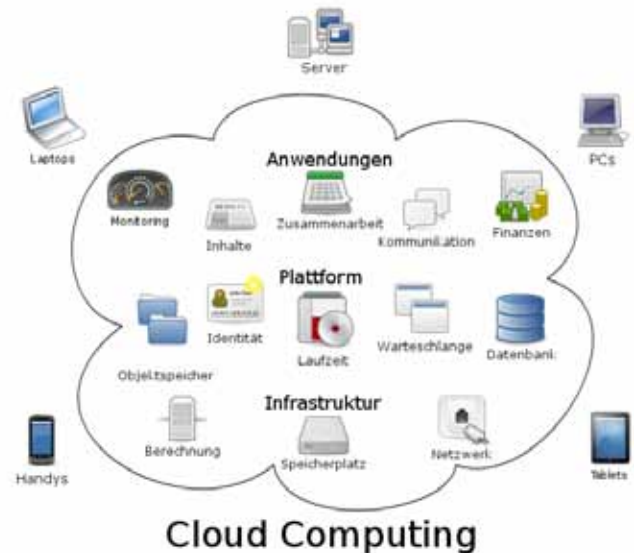 Server
Laptops
PCs
Anwendungen
Monitoring
Inhalte
Zusammenarbeit
Kommunikation
Finanzen
Plattform
Objektspeicher
Identität
Laufzeit
Warteschlange
Datenbank
Infrastruktur
Handys
Berechnung
Speicherplatz
Netzwerk
Tablets
Cloud Computing